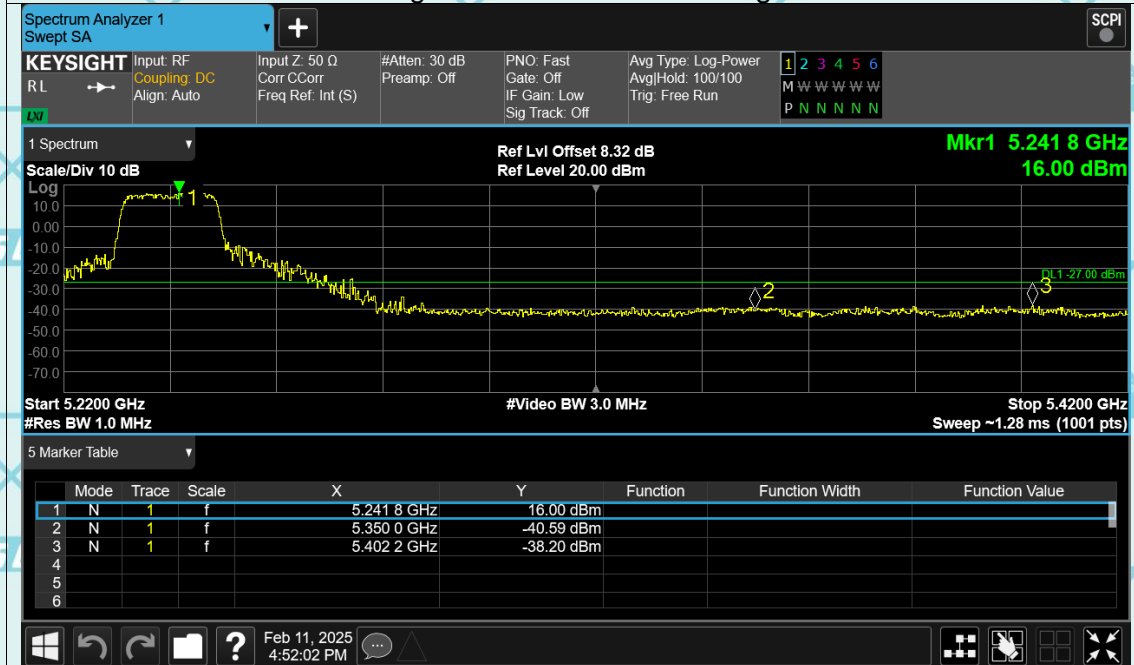 Spectrum Analyzer 1
Swept SA
+
SCPI
KEYSIGHT Input: RF Input Z: 50 Ω #Atten: 30 dB PNO: Fast Avg Type: Log-Power 1 2 3 4 5 6
RL Coupling: DC Corr CCorr Preamp: Off Gate: Off Avg|Hold: 100/100 M W W W W W
Align: Auto Freq Ref: Int (S) IF Gain: Low Trig: Free Run
LXI Sig Track: Off P N N N N N N
1 Spectrum Ref Lvl Offset 8.32 dB Mkr1 5.241 8 GHz
Scale/Div 10 dB Ref Level 20.00 dBm 16.00 dBm
Log
1
10.0
0.00
-10.0
-20.0
DL1 -27.00 dBm
-30.0
2
3
-40.0
-50.0
-60.0
-70.0
Start 5.2200 GHz #Video BW 3.0 MHz Stop 5.4200 GHz
#Res BW 1.0 MHz Sweep ~1.28 ms (1001 pts)
5 Marker Table
Mode Trace Scale X Y Function Function Width Function Value
1 N 1 f 5.241 8 GHz 16.00 dBm
2 N 1 f 5.350 0 GHz -40.59 dBm
3 N 1 f 5.402 2 GHz -38.20 dBm
4
5
6
? Feb 11, 2025
4:52:02 PM